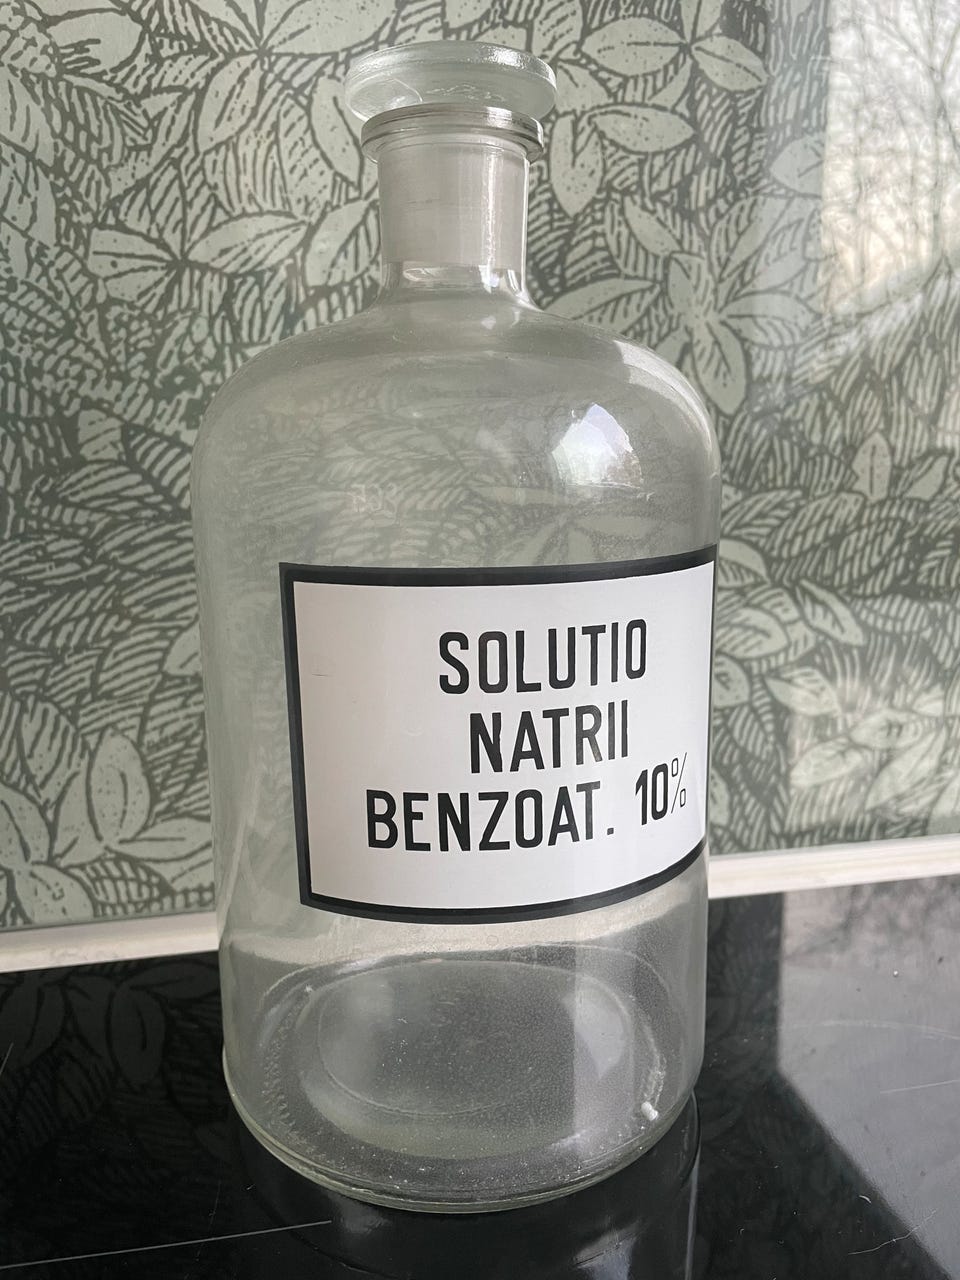 SOLUTIO
NATRII
BENZOAT. 10%